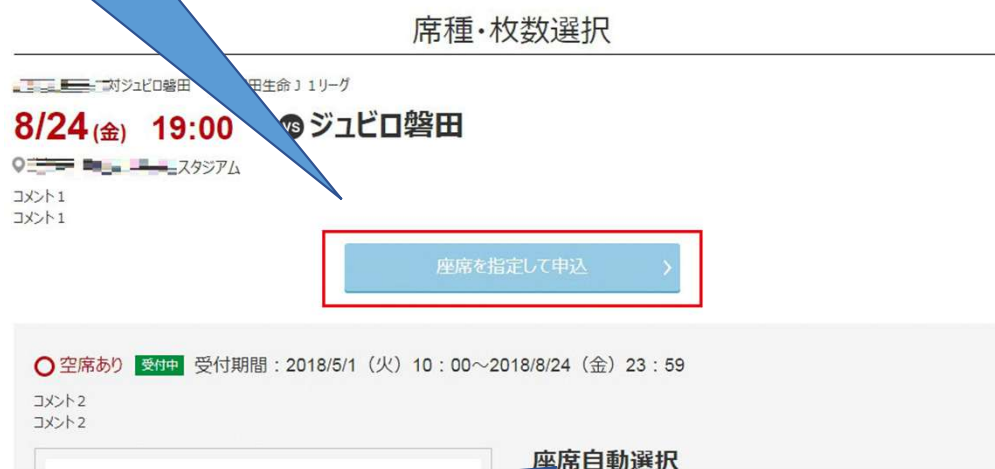 席種・枚数選択
対ジュビロ磐田 田生命J1リーグ
8/24(金) 19:00 VS ジュビロ磐田
スタジアム
コメント1
コメント1
座席を指定して申込
空席あり 受付中 受付期間：2018/5/1（火）10：00～2018/8/24（金）23：59
コメント2
コメント2
座席自動選択